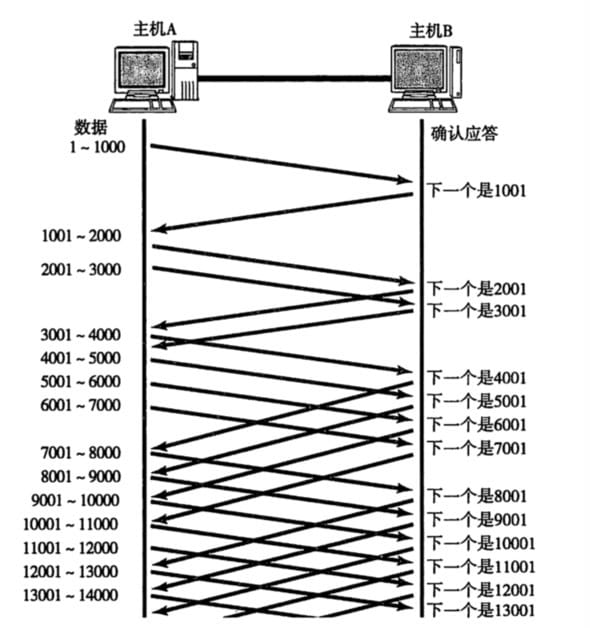 主机A
主机B
数据
确认应答
1~1000
下一个是1001
1001~2000
2001~3000
下一个是2001
下一个是3001
3001~4000
4001~5000
5001~6000
6001~7000
下一个是4001
下一个是5001
下一个是6001
下一个是7001
7001~8000
8001~9000
9001~10000
10001~11000
11001~12000
12001~13000
13001~14000
下一个是8001
下一个是9001
下一个是10001
下一个是11001
下一个是12001
下一个是13001